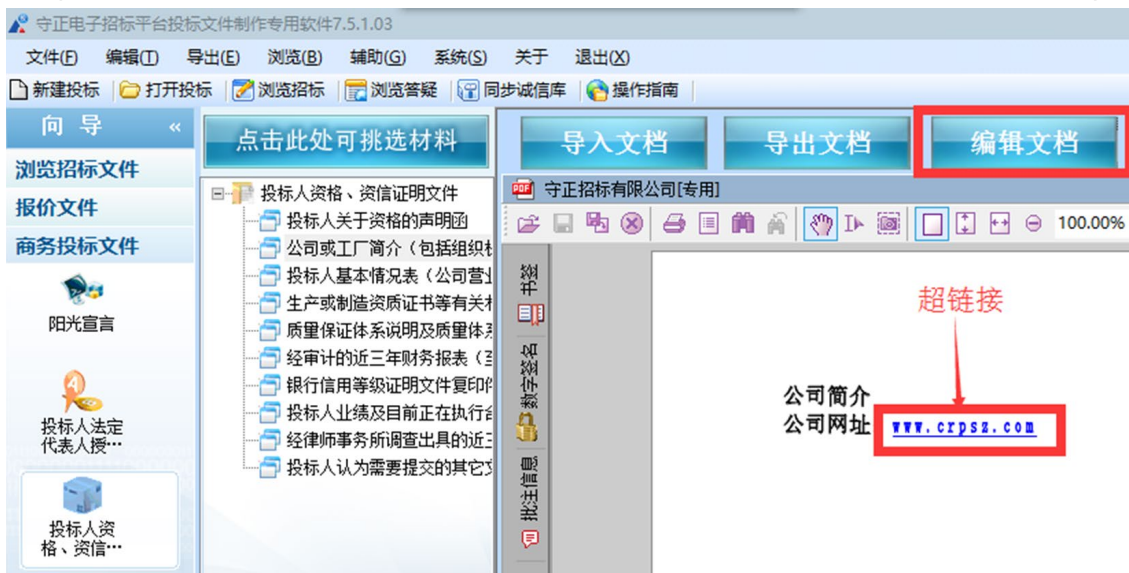 守正电子招标平台投标文件制作专用软件7.5.1.03
文件(F) 编辑(T) 导出(E) 浏览(B) 辅助(G) 系统(S) 关于 退出(X)
新建投标 打开投标 浏览招标 浏览答疑 同步诚信库 操作指南
向 导 «
浏览招标文件
报价文件
商务投标文件
阳光宣言
投标人法定
代表人授…
投标人资
格、资信…
点击此处可挑选材料
投标人资格、资信证明文件
投标人关于资格的声明函
公司或工厂简介（包括组织
投标人基本情况表（公司营
生产或制造资质证书等有关
质量保证体系说明及质量体
经审计的近三年财务报表（
银行信用等级证明文件复印
投标人业绩及目前正在执行
经律师事务所调查出具的近
投标人认为需要提交的其它
导入文档 导出文档 编辑文档
守正招标有限公司[专用]
100.00%
书签
数字签名
批注信息
超链接
公司简介
公司网址 www.crpsz.com